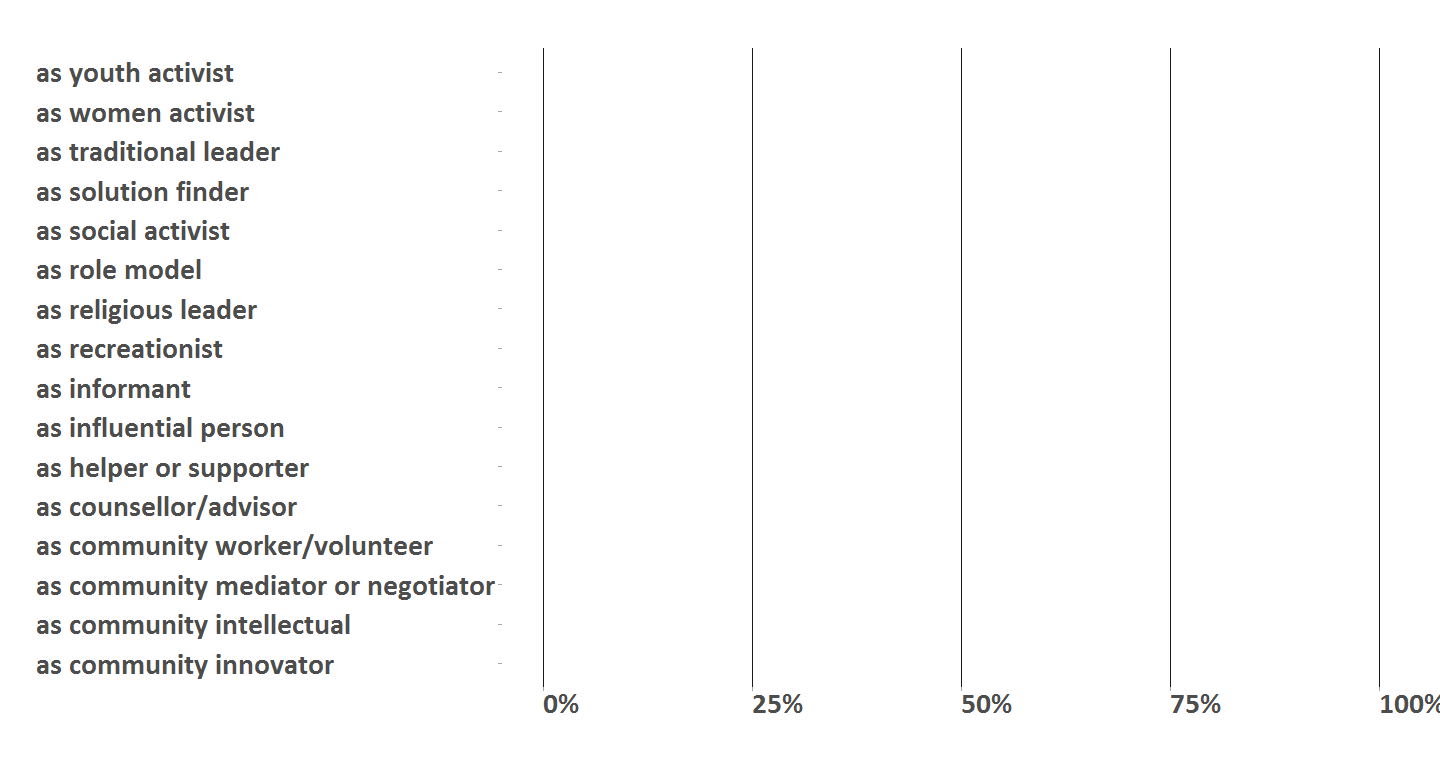 as youth activist
as women activist
as traditional leader
as solution finder
as social activist
as role model
as religious leader
as recreationist
as informant
as influential person
as helper or supporter
as counsellor/advisor
as community worker/volunteer
as community mediator or negotiator
as community intellectual
as community innovator
0% 25% 50% 75% 100%